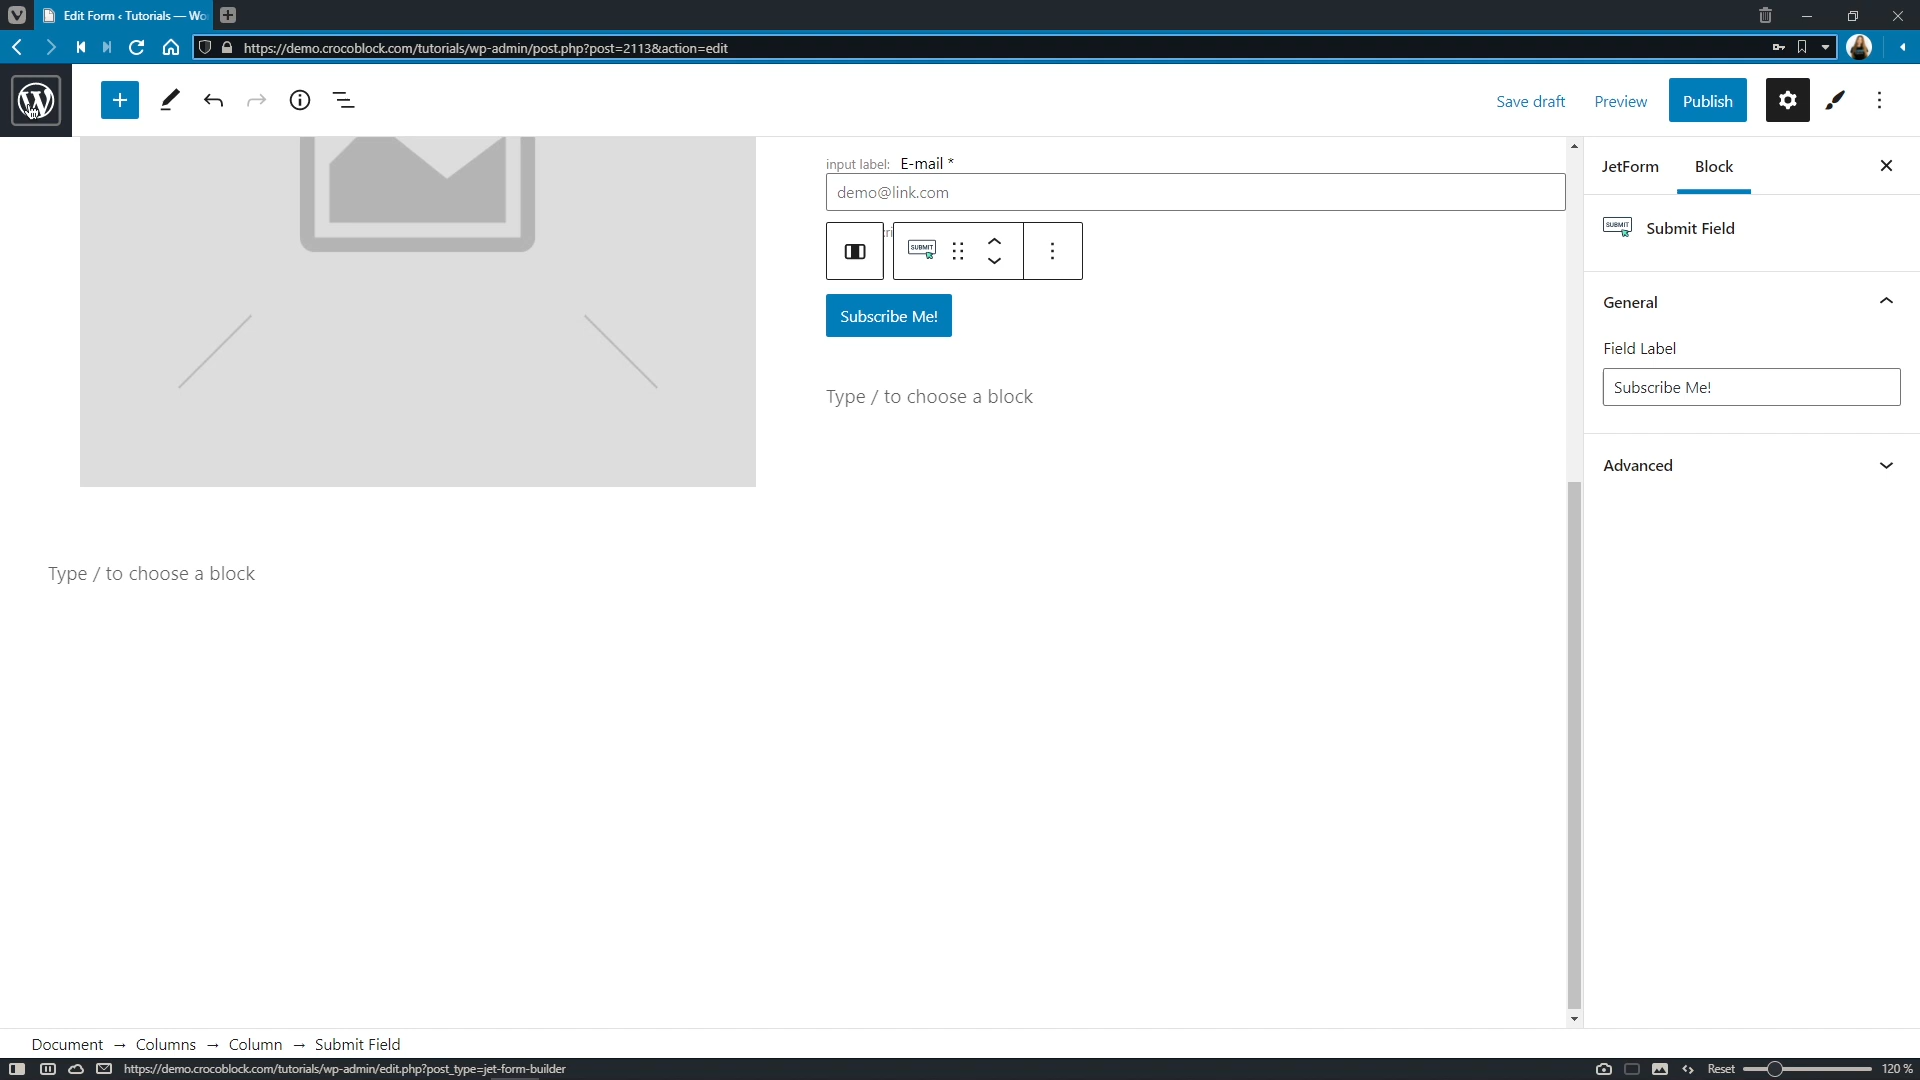 Edit Form ‹ Tutorials — Wo
https://demo.crocoblock.com/tutorials/wp-admin/post.php?post=2113&action=edit
Save draft
Preview
Publish
input label: E-mail *
demo@link.com
SUBMIT
Subscribe Me!
Type / to choose a block
Type / to choose a block
JetForm
Block
SUBMIT
Submit Field
General
Field Label
Subscribe Me!
Advanced
Document → Columns → Column → Submit Field
https://demo.crocoblock.com/tutorials/wp-admin/edit.php?post_type=jet-form-builder
Reset
120 %